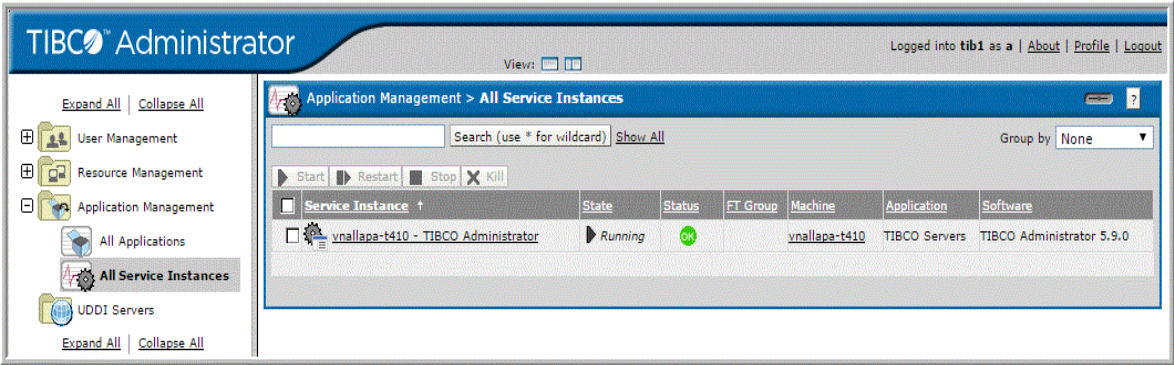 TIBCO™ Administrator
View:
Logged into tib1 as a | About | Profile | Logout
Expand All | Collapse All
User Management
Resource Management
Application Management
All Applications
All Service Instances
UDDI Servers
Expand All | Collapse All
Application Management > All Service Instances
?
Search (use * for wildcard) Show All
Group by None
Start Restart Stop Kill
Service Instance ↑ State Status FT Group Machine Application Software
vnallapa-t410 - TIBCO Administrator Running OK vnallapa-t410 TIBCO Servers TIBCO Administrator 5.9.0